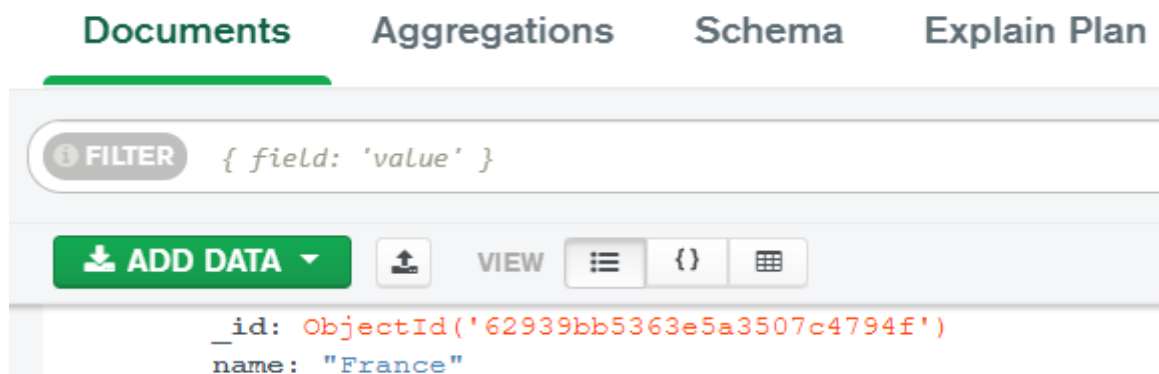 Documents Aggregations Schema Explain Plan
FILTER { field: 'value' }
ADD DATA VIEW {}
_id: ObjectId('62939bb5363e5a3507c4794f')
name: "France"